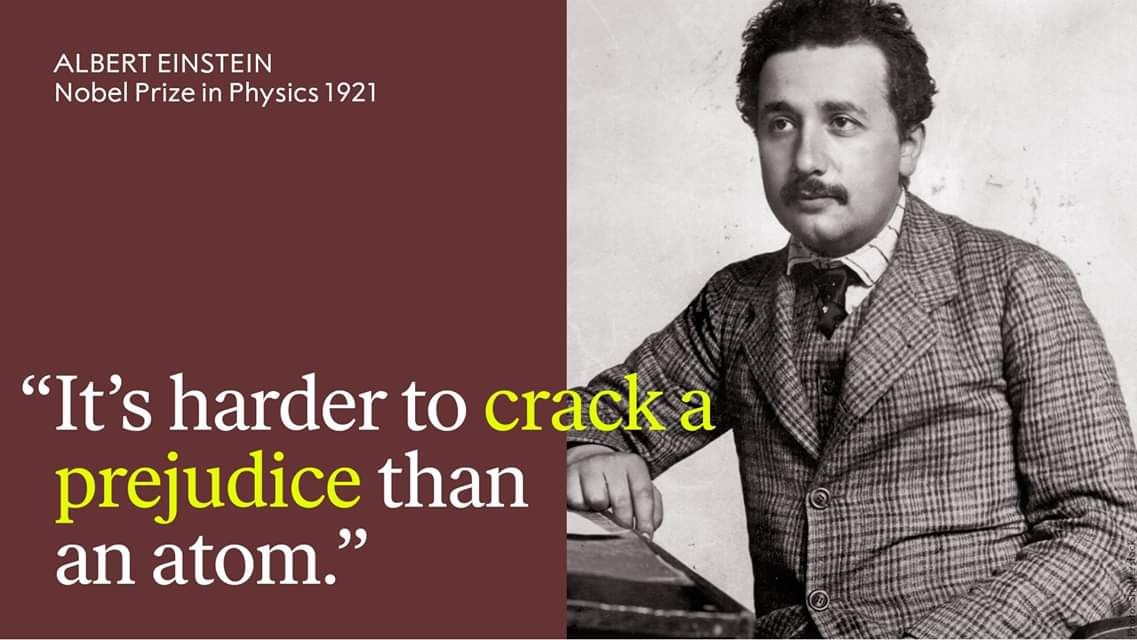 ALBERT EINSTEIN
Nobel Prize in Physics 1921
“It’s harder to crack a
prejudice than
an atom.”